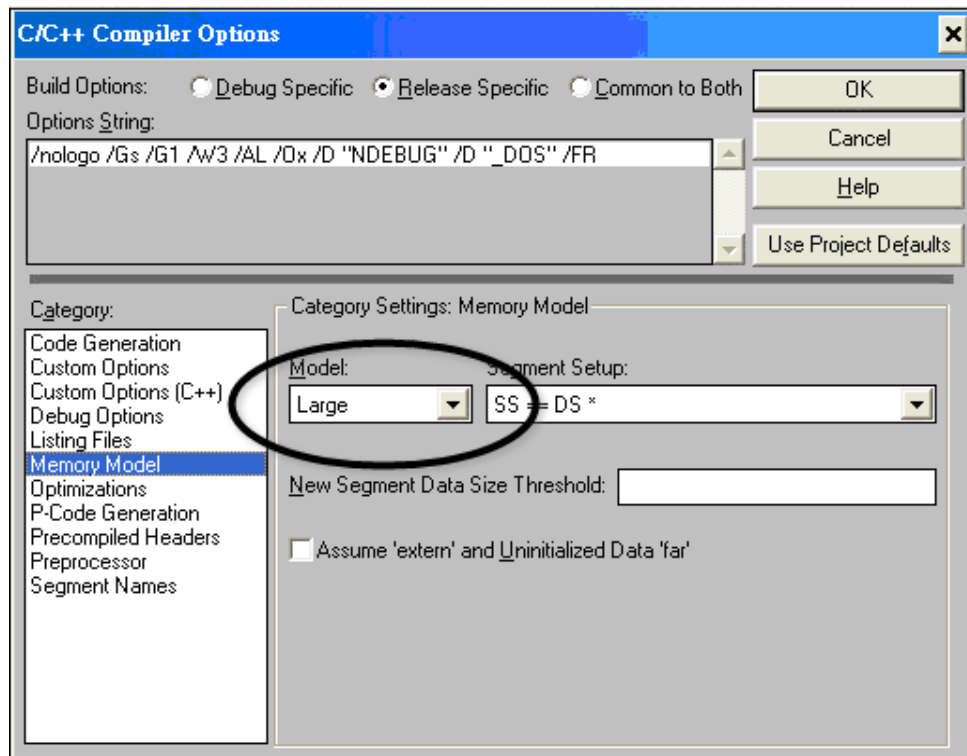 C/C++ Compiler Options
Build Options: Debug Specific Release Specific Common to Both
OK
Options String:
/nologo /Gs /G1 /W3 /AL /Ox /D "NDEBUG" /D "_DOS" /FR
Cancel
Help
Use Project Defaults
Category:
Code Generation
Custom Options
Custom Options (C++)
Debug Options
Listing Files
Memory Model
Optimizations
P-Code Generation
Precompiled Headers
Preprocessor
Segment Names
Category Settings: Memory Model
Model: Segment Setup:
Large SS == DS *
New Segment Data Size Threshold:
Assume 'extern' and Uninitialized Data 'far'